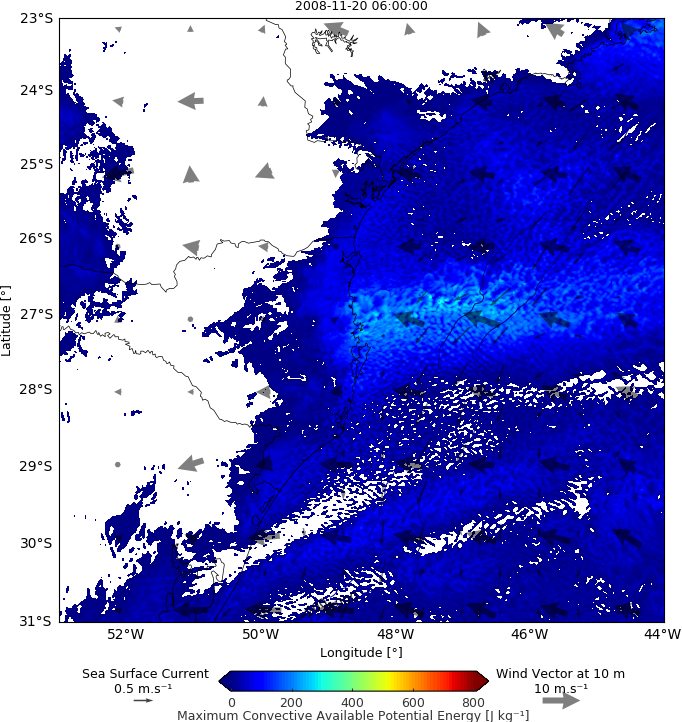 2008-11-20 06:00:00
23°S
24°S
25°S
26°S
27°S
28°S
29°S
30°S
31°S
Latitude [°]
52°W 50°W 48°W 46°W 44°W
Longitude [°]
Sea Surface Current
0.5 m.s⁻¹
Wind Vector at 10 m
10 m.s⁻¹
0 200 400 600 800
Maximum Convective Available Potential Energy [J kg⁻¹]